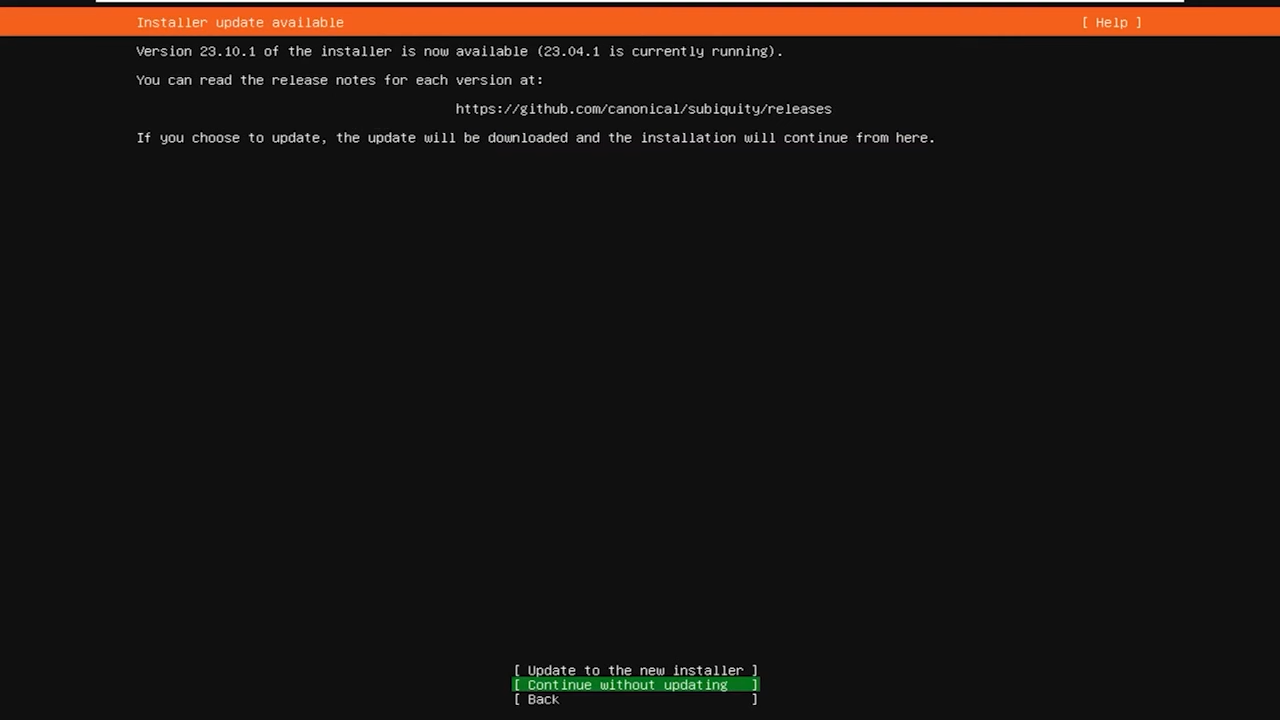 Installer update available [ Help ]
Version 23.10.1 of the installer is now available (23.04.1 is currently running).
You can read the release notes for each version at:
https://github.com/canonical/subiquity/releases
If you choose to update, the update will be downloaded and the installation will continue from here.
[ Update to the new installer ]
[ Continue without updating ]
[ Back ]